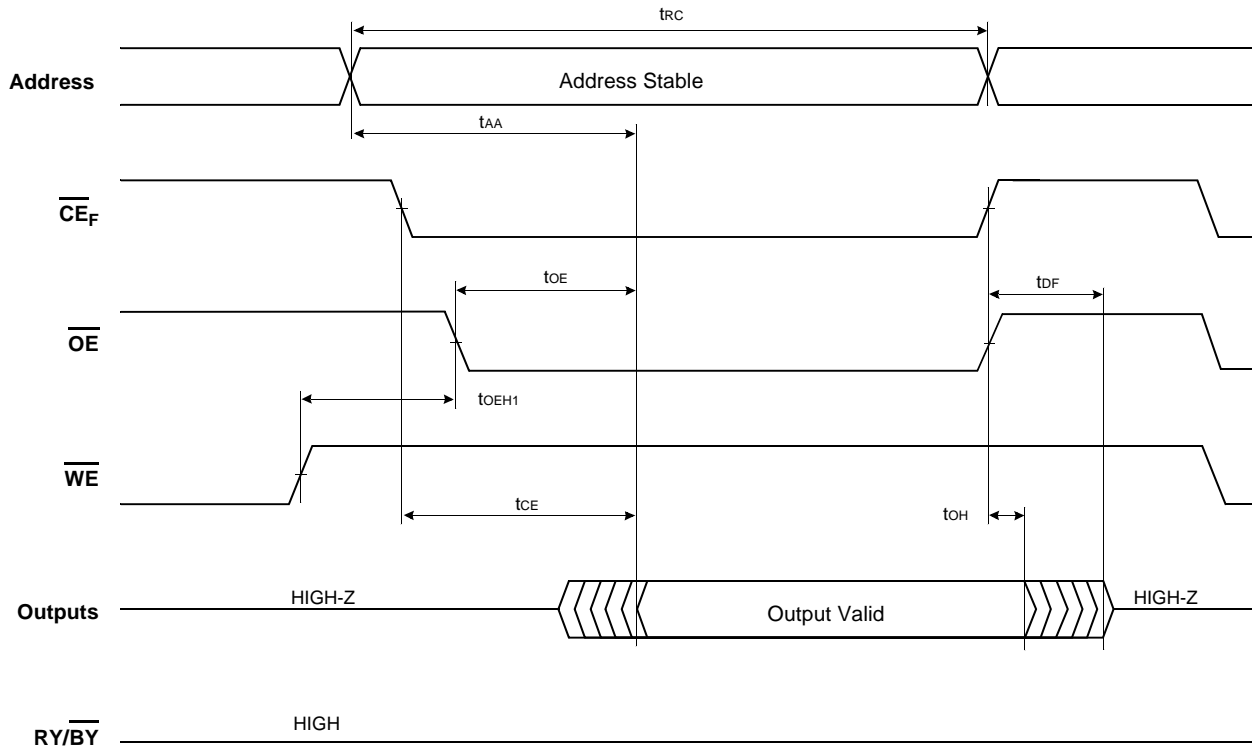 tRC
Address
Address Stable
tAA
CEF
tOE
tDF
OE
tOEH1
WE
tCE
tOH
Outputs
HIGH-Z
Output Valid
HIGH-Z
RY/BY
HIGH